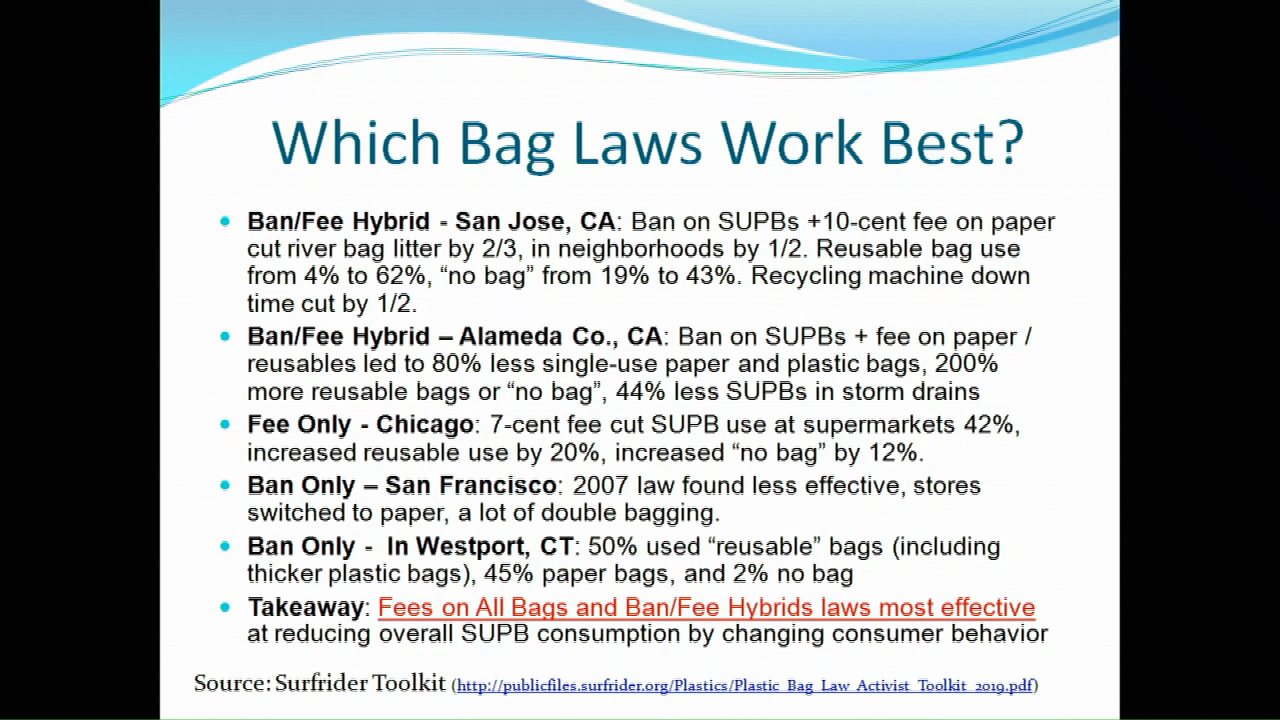 Which Bag Laws Work Best?
• Ban/Fee Hybrid - San Jose, CA: Ban on SUPBs +10-cent fee on paper
cut river bag litter by 2/3, in neighborhoods by 1/2. Reusable bag use
from 4% to 62%, “no bag” from 19% to 43%. Recycling machine down
time cut by 1/2.
• Ban/Fee Hybrid – Alameda Co., CA: Ban on SUPBs + fee on paper /
reusables led to 80% less single-use paper and plastic bags, 200%
more reusable bags or “no bag”, 44% less SUPBs in storm drains
• Fee Only - Chicago: 7-cent fee cut SUPB use at supermarkets 42%,
increased reusable use by 20%, increased “no bag” by 12%.
• Ban Only – San Francisco: 2007 law found less effective, stores
switched to paper, a lot of double bagging.
• Ban Only - In Westport, CT: 50% used “reusable” bags (including
thicker plastic bags), 45% paper bags, and 2% no bag
• Takeaway: Fees on All Bags and Ban/Fee Hybrids laws most effective
at reducing overall SUPB consumption by changing consumer behavior
Source: Surfrider Toolkit (http://publicfiles.surfrider.org/Plastics/Plastic_Bag_Law_Activist_Toolkit_2019.pdf)